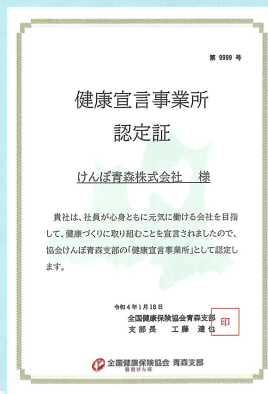 第 9999 号
健康宣言事業所
認定証
けんぽ青森株式会社 様
貴社は、社員が心身ともに元気に働ける会社を目指
して、健康づくりに取り組むことを宣言されましたので、
協会けんぽ青森支部の「健康宣言事業所」として認定し
ます。
令和4年1月18日
全国健康保険協会青森支部
支部長 工藤 達也
印
全国健康保険協会 青森支部
協会けんぽ